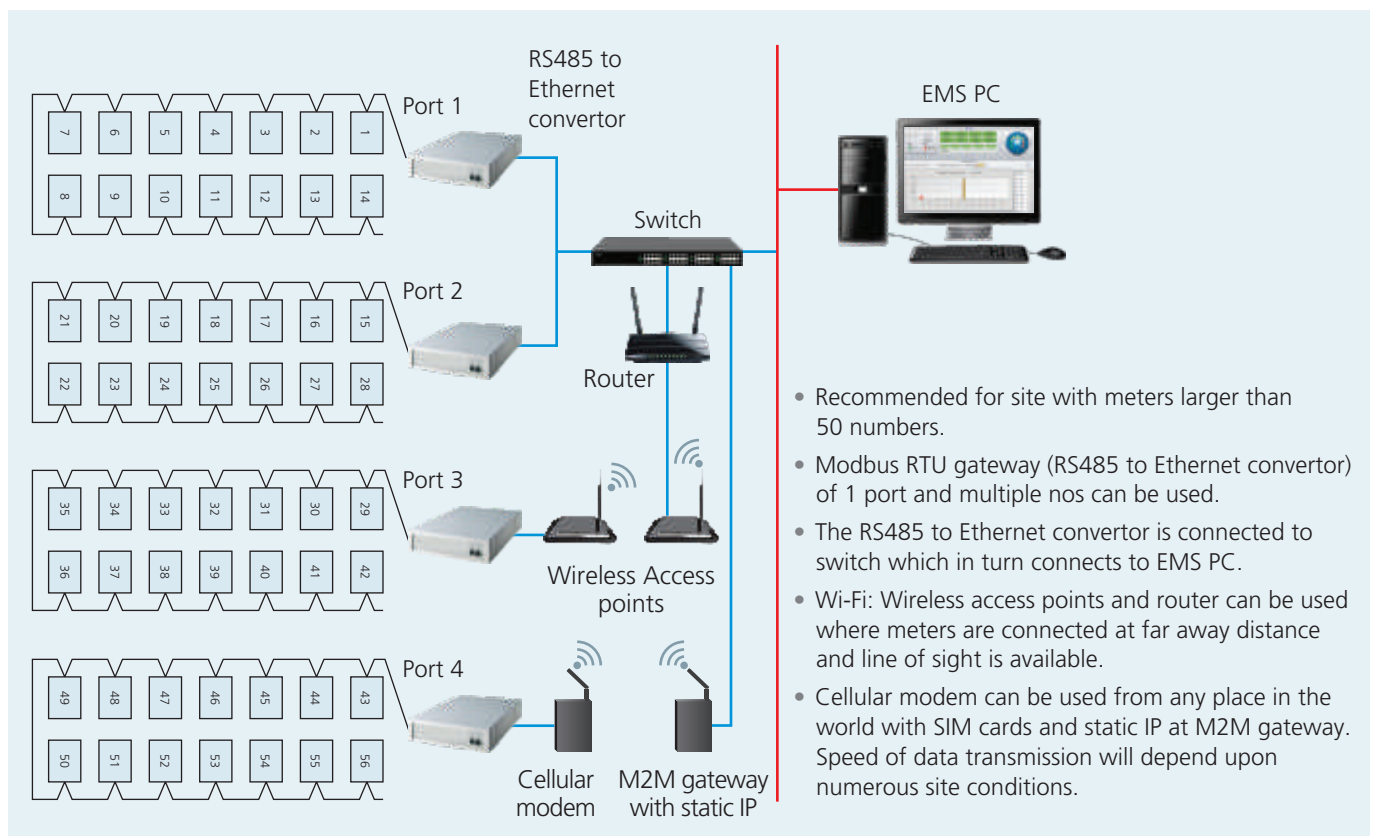 RS485 to
Ethernet
convertor
Port 1
7 6 5 4 3 2 1
8 9 10 11 12 13 14
EMS PC
Switch
Port 2
21 20 19 18 17 16 15
22 23 24 25 26 27 28
Router
Port 3
35 34 33 32 31 30 29
36 37 38 39 40 41 42
Wireless Access
points
Port 4
49 48 47 46 45 44 43
50 51 52 53 54 55 56
Cellular
modem
M2M gateway
with static IP
• Recommended for site with meters larger than
50 numbers.
• Modbus RTU gateway (RS485 to Ethernet convertor)
of 1 port and multiple nos can be used.
• The RS485 to Ethernet convertor is connected to
switch which in turn connects to EMS PC.
• Wi-Fi: Wireless access points and router can be used
where meters are connected at far away distance
and line of sight is available.
• Cellular modem can be used from any place in the
world with SIM cards and static IP at M2M gateway.
Speed of data transmission will depend upon
numerous site conditions.